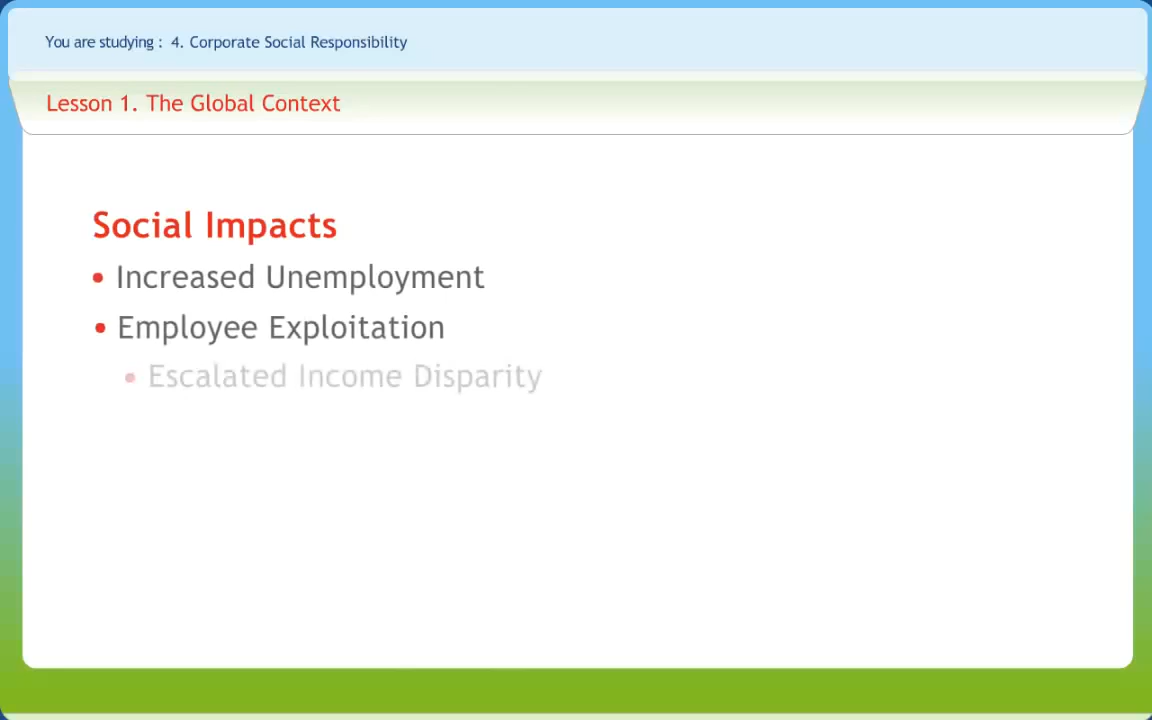 You are studying : 4. Corporate Social Responsibility
Lesson 1. The Global Context
Social Impacts
• Increased Unemployment
• Employee Exploitation
• Escalated Income Disparity